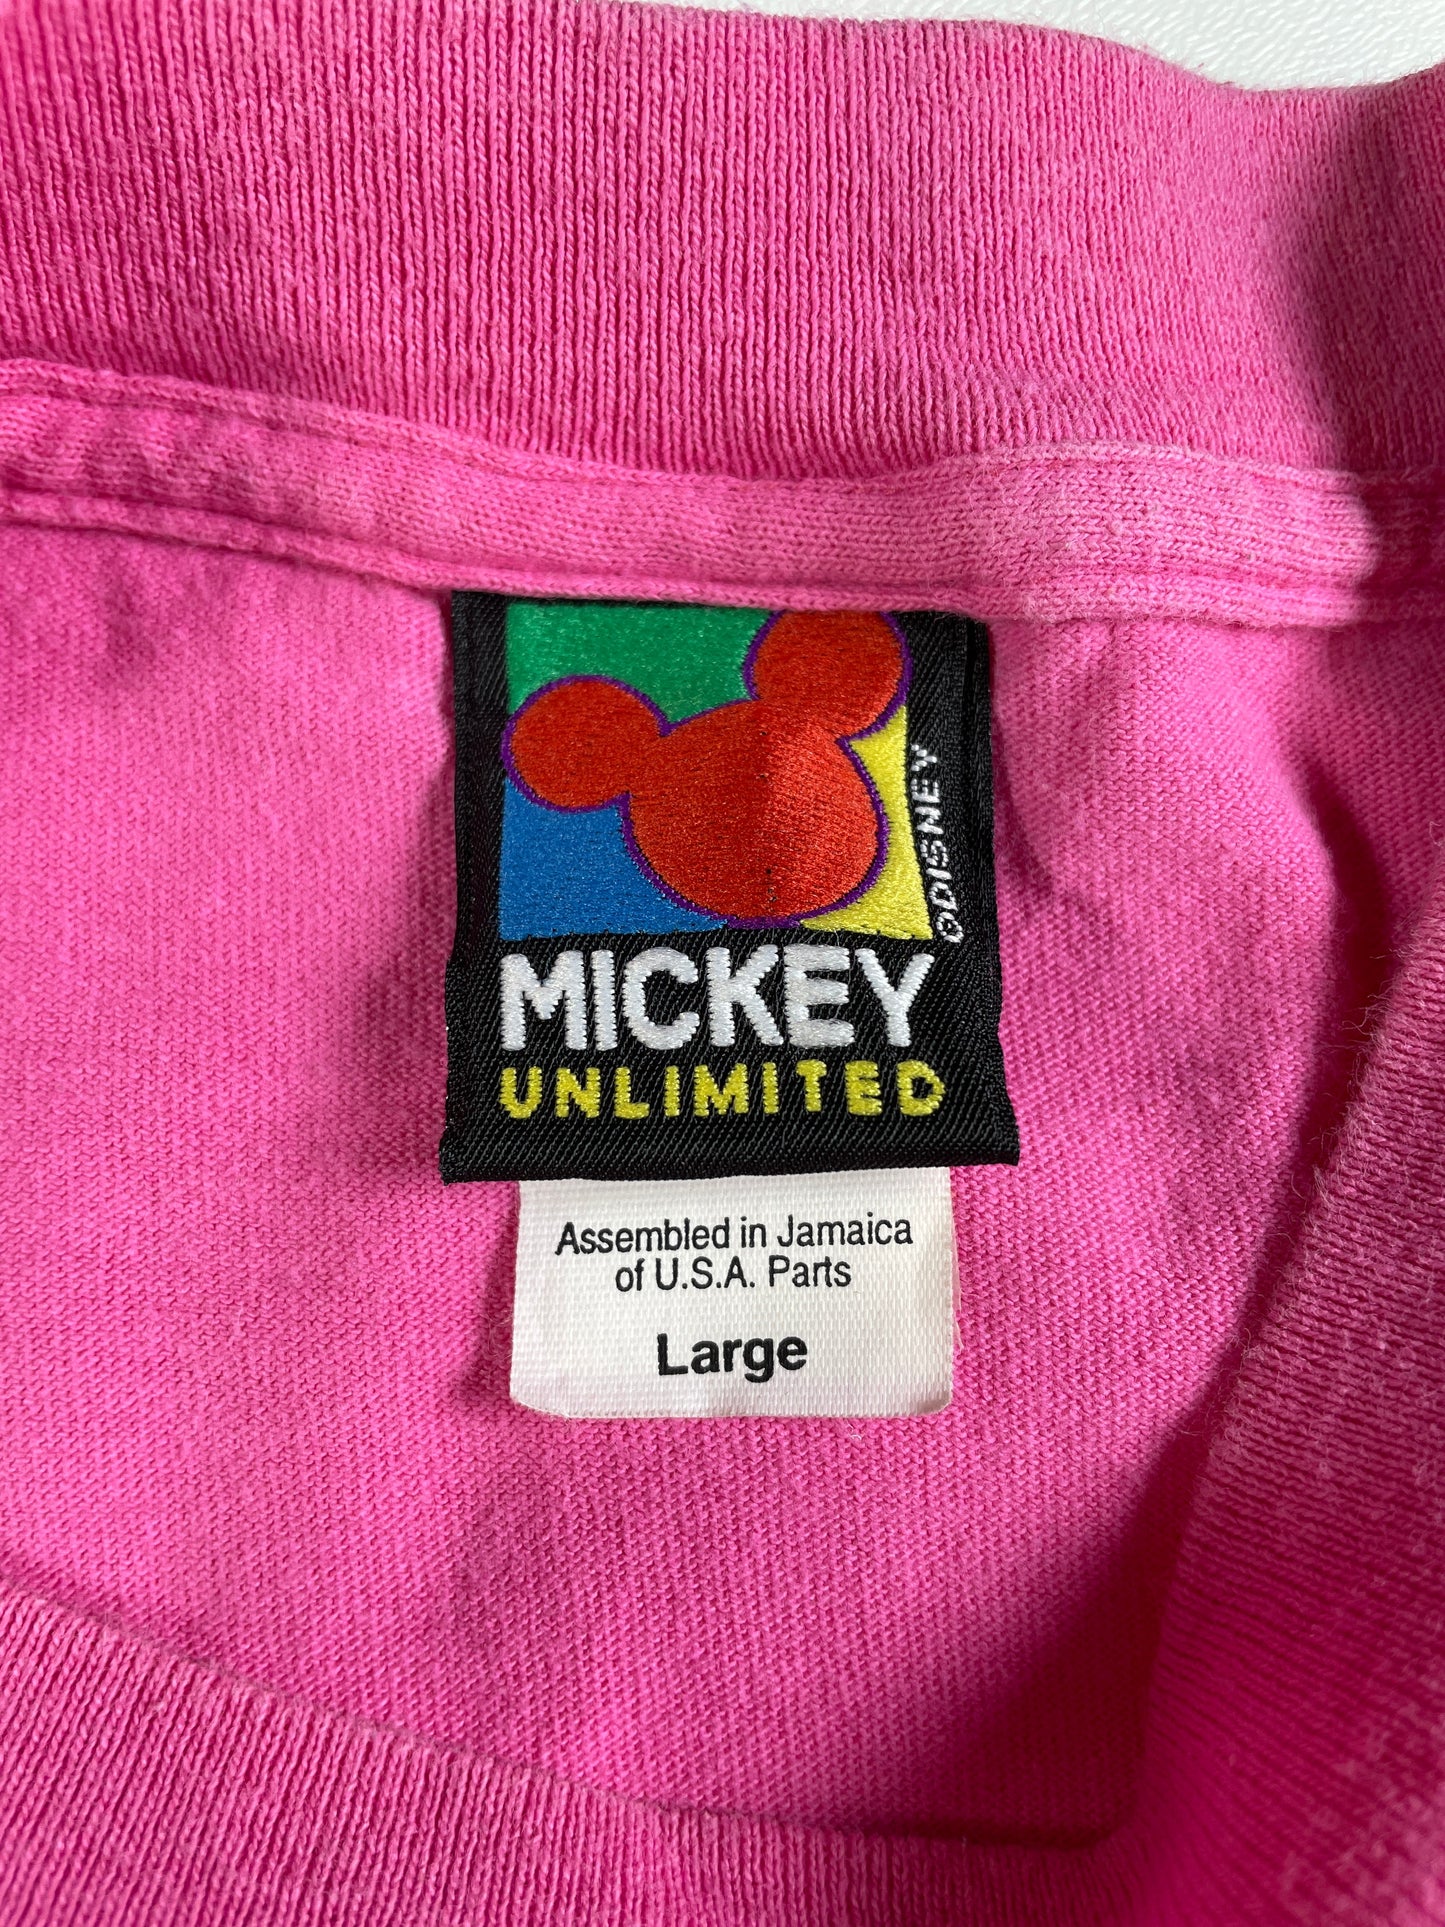 ©DISNEY
MICKEY
UNLIMITED
Assembled in Jamaica
of U.S.A. Parts
Large